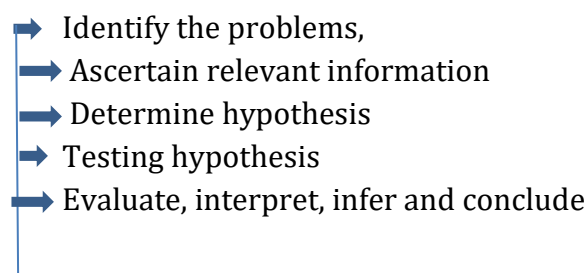 Identify the problems,
Ascertain relevant information
Determine hypothesis
Testing hypothesis
Evaluate, interpret, infer and conclude